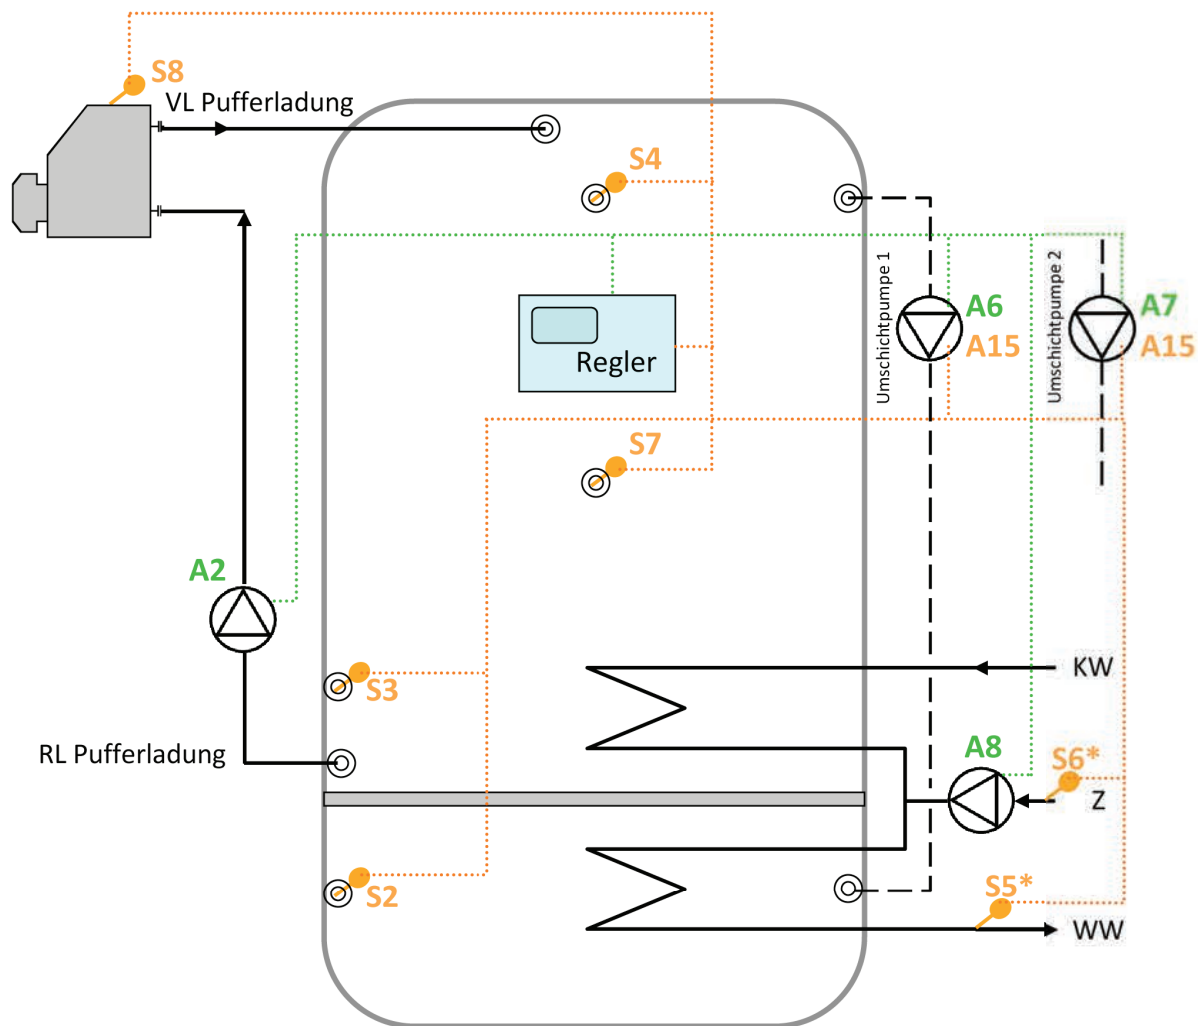 S8
VL Pufferladung
S4
Umschichtpumpe 1
A6
A15
Umschichtpumpe 2
A7
A15
Regler
S7
A2
S3
KW
RL Pufferladung
A8
S6*
Z
S2
S5*
WW